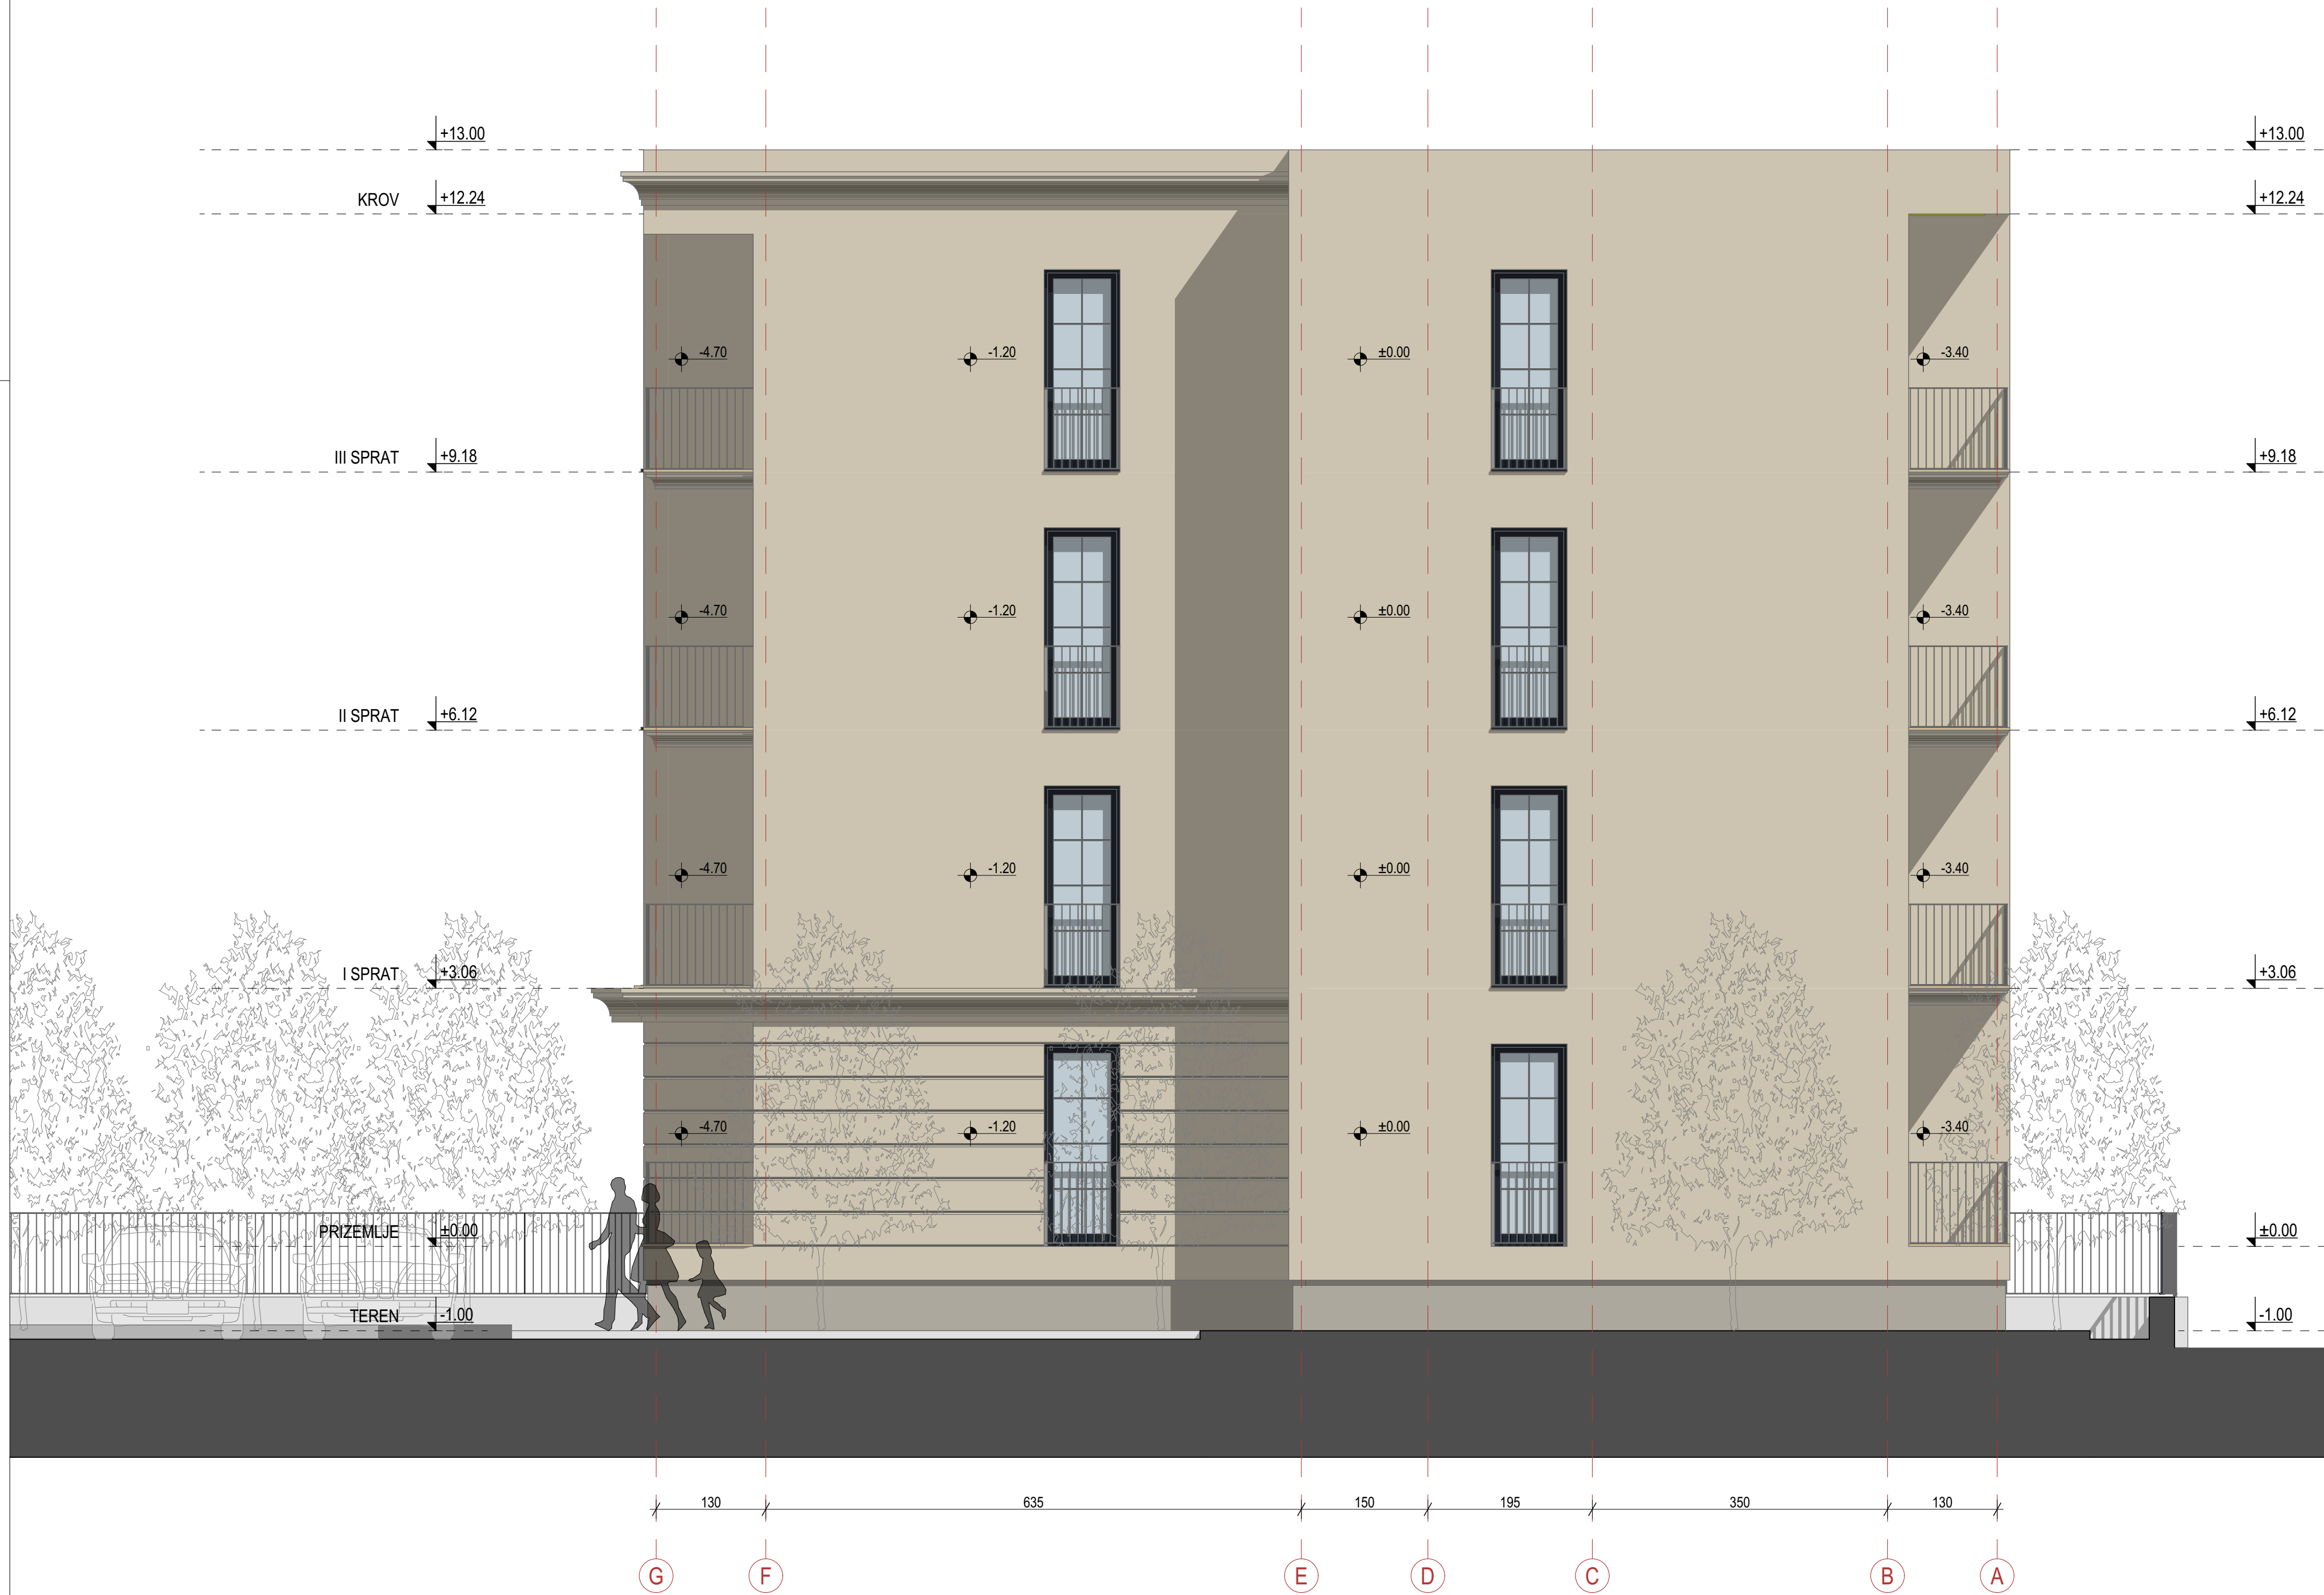 +13.00 +13.00
KROV +12.24 +12.24
-4.70 -1.20 ±0.00 -3.40
III SPRAT +9.18 +9.18
-4.70 -1.20 ±0.00 -3.40
II SPRAT +6.12 +6.12
-4.70 -1.20 ±0.00 -3.40
I SPRAT +3.06 +3.06
-4.70 -1.20 ±0.00 -3.40
PRIZEMLJE ±0.00 ±0.00
TEREN -1.00 -1.00
130 635 150 195 350 130
G F E D C B A